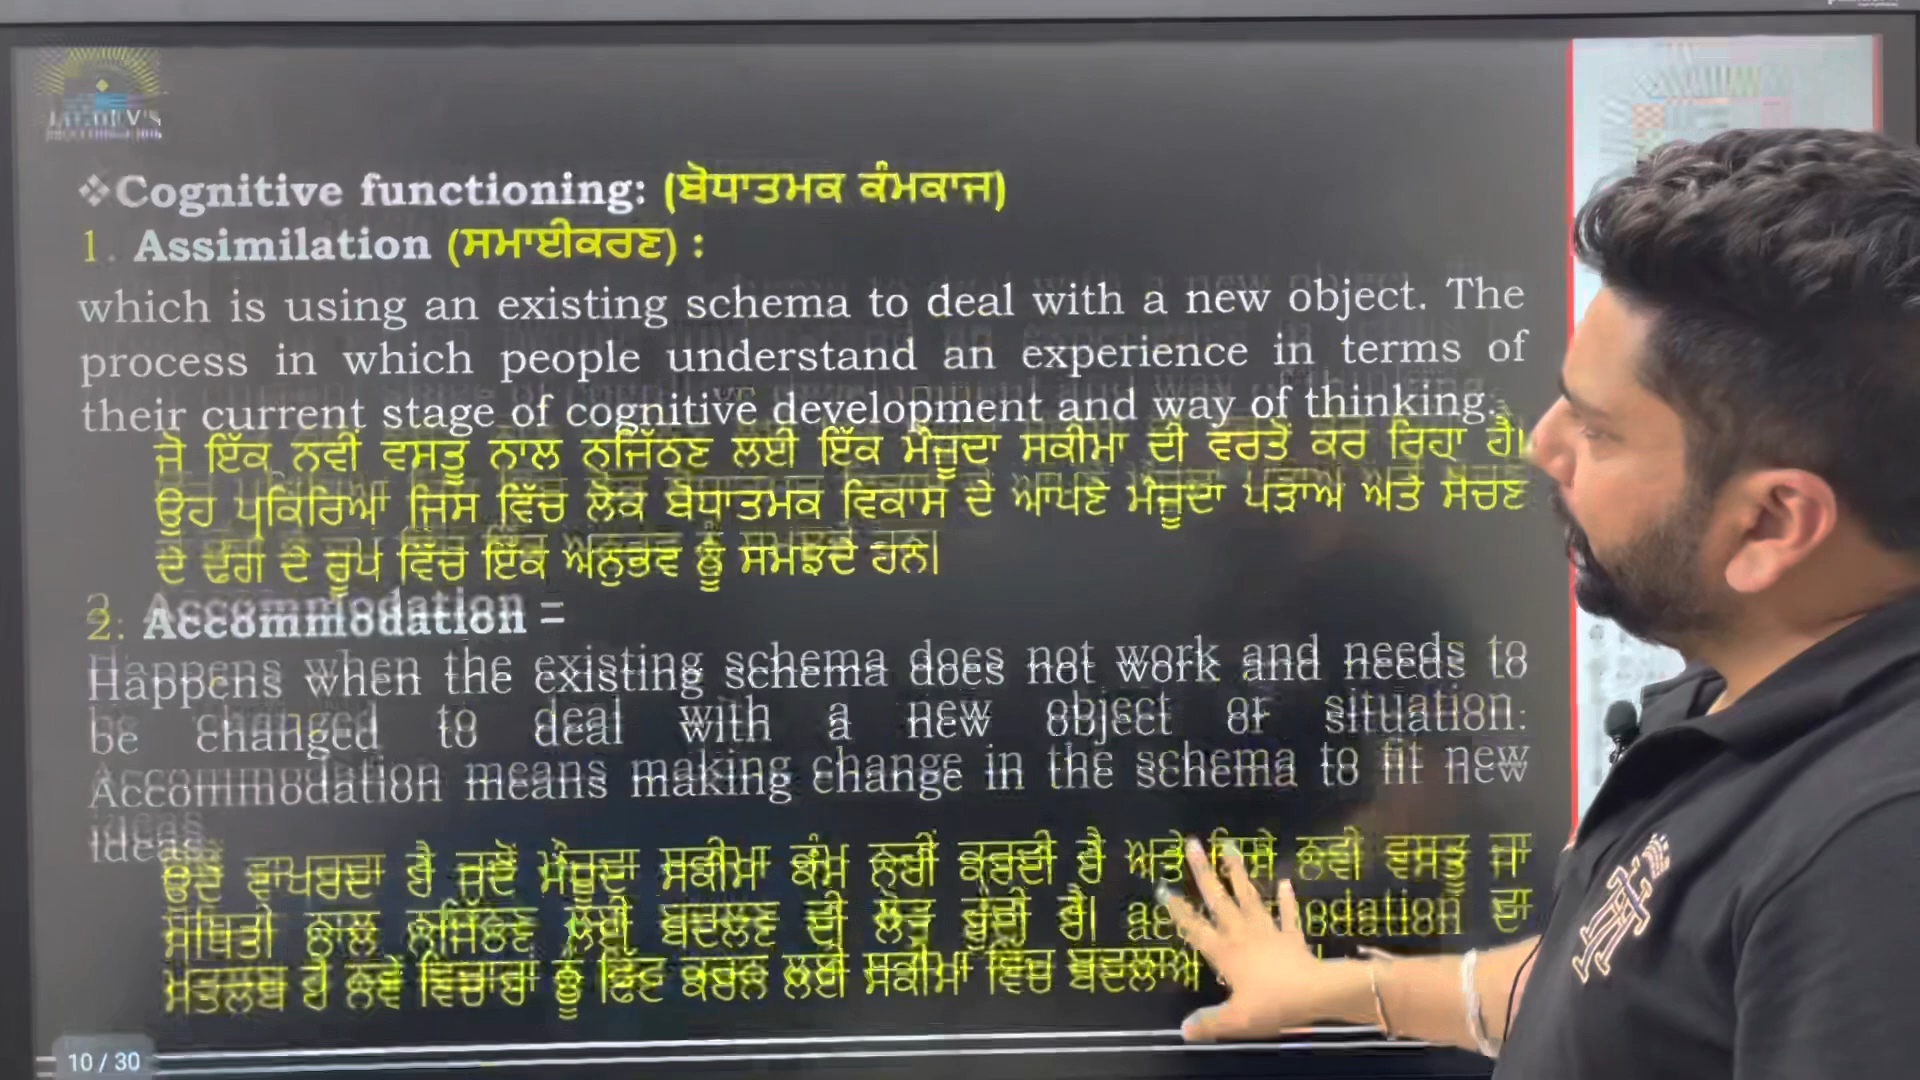 ❖Cognitive functioning: (ਬੋਧਾਤਮਕ ਕੰਮਕਾਜ)
1. Assimilation (ਸਮਾਈਕਰਣ) :
which is using an existing schema to deal with a new object. The
process in which people understand an experience in terms of
their current stage of cognitive development and way of thinking.
ਜੋ ਇੱਕ ਨਵੀਂ ਵਸਤੂ ਨਾਲ ਨਜਿੱਠਣ ਲਈ ਇੱਕ ਮੌਜੂਦਾ ਸਕੀਮਾ ਦੀ ਵਰਤੋਂ ਕਰ ਰਿਹਾ ਹੈ।
ਉਹ ਪ੍ਰਕਿਰਿਆ ਜਿਸ ਵਿੱਚ ਲੋਕ ਬੋਧਾਤਮਕ ਵਿਕਾਸ ਦੇ ਆਪਣੇ ਮੌਜੂਦਾ ਪੜਾਅ ਅਤੇ ਸੋਚਣ
ਦੇ ਢੰਗ ਦੇ ਰੂਪ ਵਿੱਚ ਇੱਕ ਅਨੁਭਵ ਨੂੰ ਸਮਝਦੇ ਹਨ।
2. Accommodation =
Happens when the existing schema does not work and needs to
be changed to deal with a new object or situation.
Accommodation means making change in the schema to fit new
ideas
ਵਾਪਰਦਾ ਹੈ ਜਦੋਂ ਮੌਜੂਦਾ ਸਕੀਮਾ ਕੰਮ ਨਹੀਂ ਕਰਦੀ ਹੈ ਅਤੇ ਕਿਸੇ ਨਵੀਂ ਵਸਤੂ ਜਾਂ
ਸਥਿਤੀ ਨਾਲ ਨਜਿੱਠਣ ਲਈ ਬਦਲਣ ਦੀ ਲੋੜ ਹੁੰਦੀ ਹੈ। ਦਾ
ਮਤਲਬ ਹੈ ਨਵੇਂ ਵਿਚਾਰਾਂ ਨੂੰ ਫਿੱਟ ਕਰਨ ਲਈ ਸਕੀਮਾ ਵਿੱਚ ਬਦਲਾਅ
10 / 30